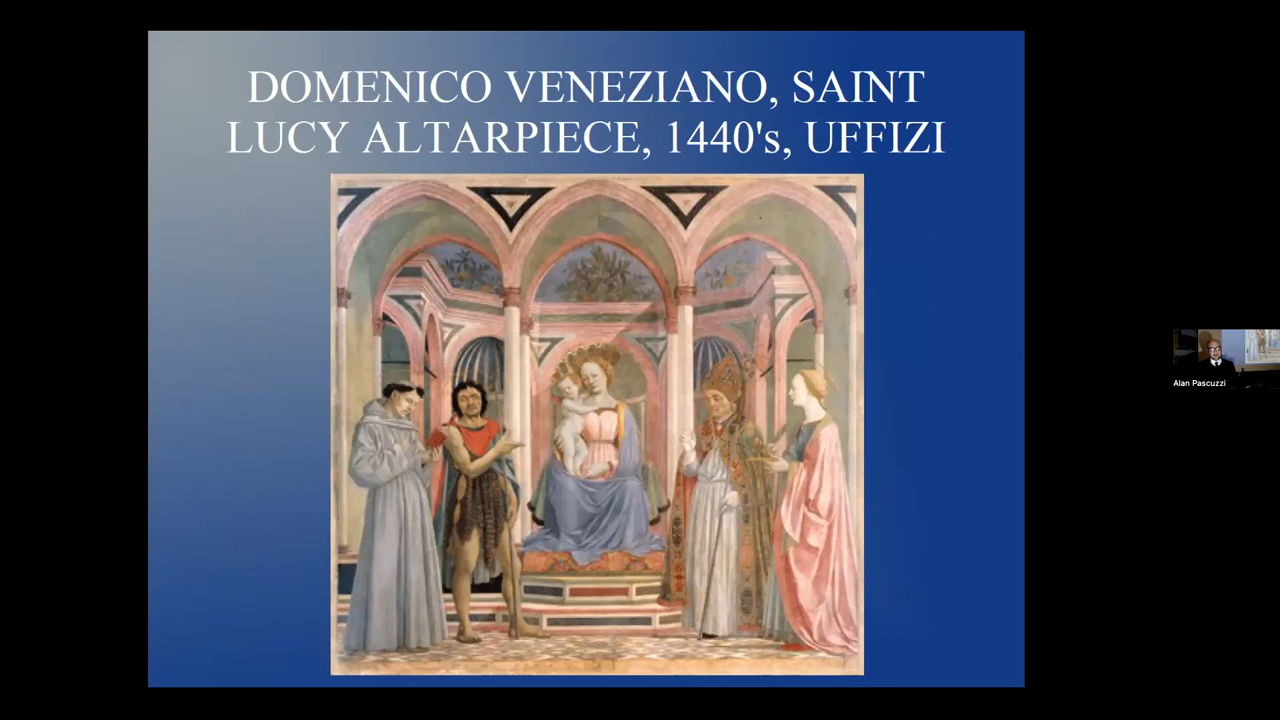 DOMENICO VENEZIANO, SAINT
LUCY ALTARPIECE, 1440's, UFFIZI
Alan Pascuzzi